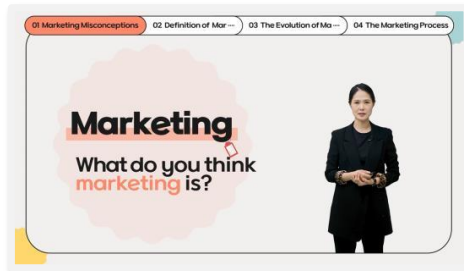 01 Marketing Misconceptions
02 Definition of Mar ···
03 The Evolution of Ma ···
04 The Marketing Process
Marketing
What do you think
marketing is?